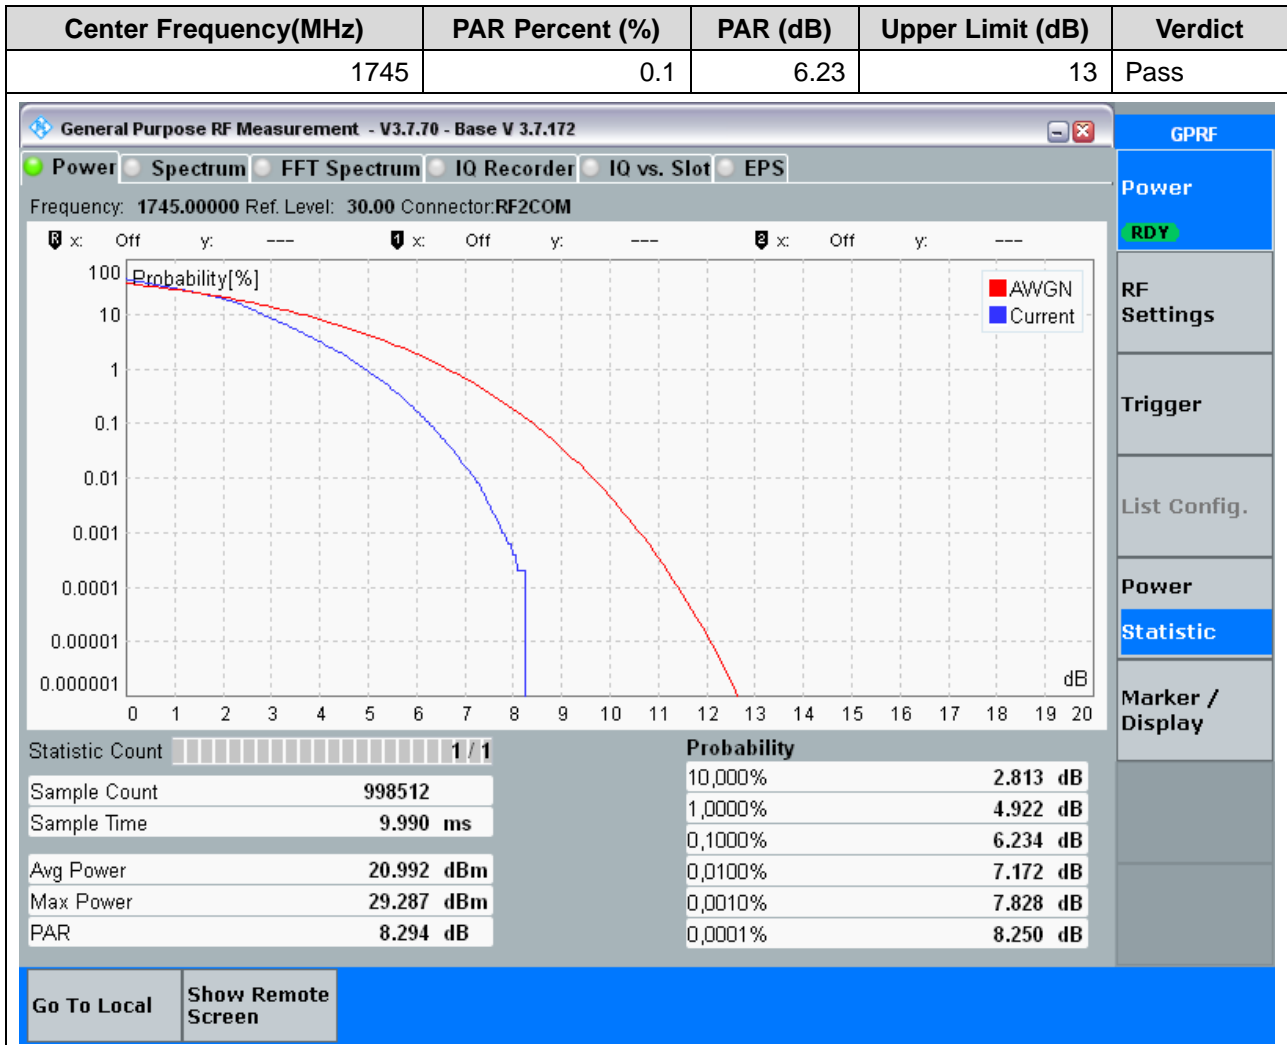 Center Frequency(MHz) PAR Percent (%) PAR (dB) Upper Limit (dB) Verdict
1745 0.1 6.23 13 Pass
General Purpose RF Measurement - V3.7.70 - Base V 3.7.172
GPRF
Power Spectrum FFT Spectrum IQ Recorder IQ vs. Slot EPS
Power
RDY
Frequency: 1745.00000 Ref. Level: 30.00 Connector:RF2COM
R x: Off y: --- 1 x: Off y: --- 2 x: Off y: ---
Probability[%]
AWGN
Current
100
10
1
0.1
0.01
0.001
0.0001
0.00001
0.000001
dB
0 1 2 3 4 5 6 7 8 9 10 11 12 13 14 15 16 17 18 19 20
RF
Settings
Trigger
List Config.
Power
Statistic
Marker /
Display
Statistic Count 1 / 1
Sample Count 998512
Sample Time 9.990 ms
Avg Power 20.992 dBm
Max Power 29.287 dBm
PAR 8.294 dB
Probability
10,000% 2.813 dB
1,0000% 4.922 dB
0,1000% 6.234 dB
0,0100% 7.172 dB
0,0010% 7.828 dB
0,0001% 8.250 dB
Go To Local
Show Remote
Screen